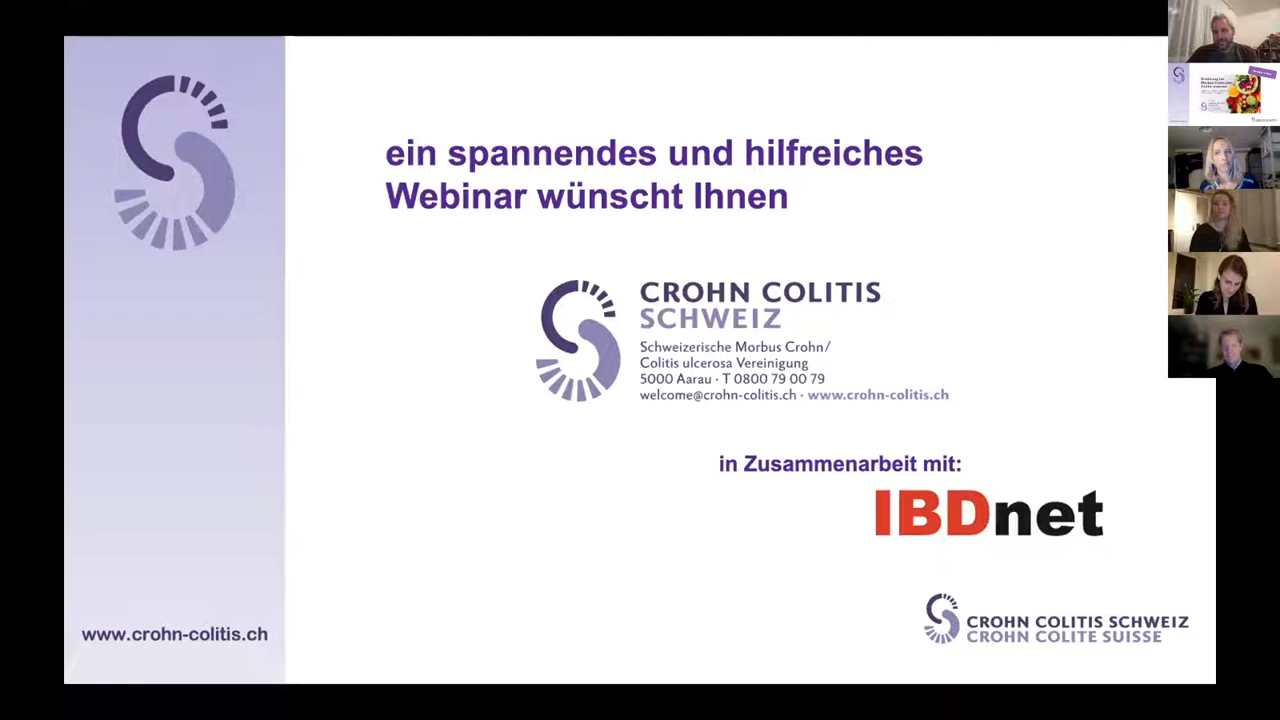 ein spannendes und hilfreiches
Webinar wünscht Ihnen
CROHN COLITIS
SCHWEIZ
Schweizerische Morbus Crohn/
Colitis ulcerosa Vereinigung
5000 Aarau · T 0800 79 00 79
welcome@crohn-colitis.ch · www.crohn-colitis.ch
in Zusammenarbeit mit:
IBDnet
www.crohn-colitis.ch
CROHN COLITIS SCHWEIZ
CROHN COLITE SUISSE